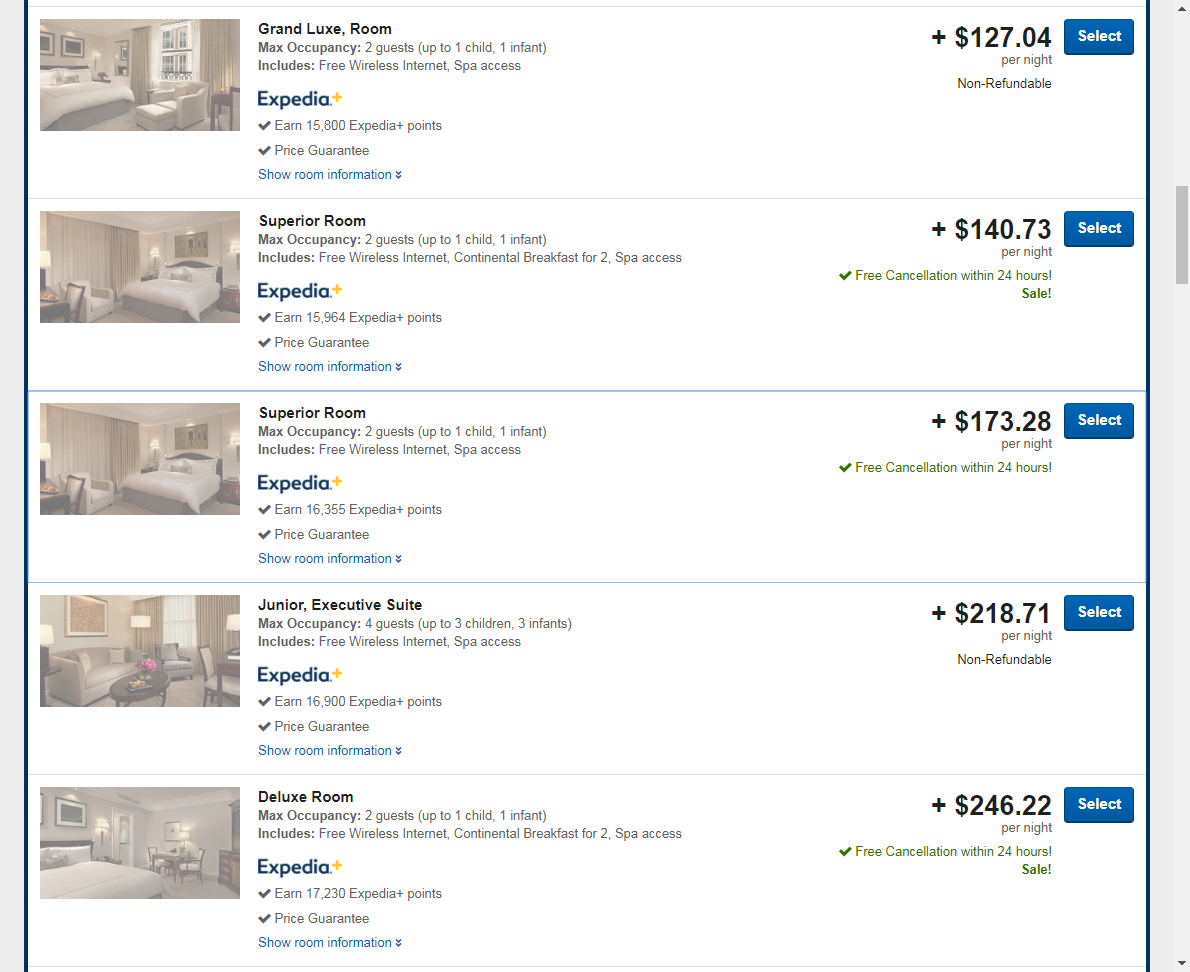 Grand Luxe, Room
Max Occupancy: 2 guests (up to 1 child, 1 infant)
Includes: Free Wireless Internet, Spa access
Expedia+
Earn 15,800 Expedia+ points
Price Guarantee
Show room information
+ $127.04
per night
Non-Refundable
Select
Superior Room
Max Occupancy: 2 guests (up to 1 child, 1 infant)
Includes: Free Wireless Internet, Continental Breakfast for 2, Spa access
Expedia+
Earn 15,964 Expedia+ points
Price Guarantee
Show room information
+ $140.73
per night
Free Cancellation within 24 hours!
Sale!
Select
Superior Room
Max Occupancy: 2 guests (up to 1 child, 1 infant)
Includes: Free Wireless Internet, Spa access
Expedia+
Earn 16,355 Expedia+ points
Price Guarantee
Show room information
+ $173.28
per night
Free Cancellation within 24 hours!
Select
Junior, Executive Suite
Max Occupancy: 4 guests (up to 3 children, 3 infants)
Includes: Free Wireless Internet, Spa access
Expedia+
Earn 16,900 Expedia+ points
Price Guarantee
Show room information
+ $218.71
per night
Non-Refundable
Select
Deluxe Room
Max Occupancy: 2 guests (up to 1 child, 1 infant)
Includes: Free Wireless Internet, Continental Breakfast for 2, Spa access
Expedia+
Earn 17,230 Expedia+ points
Price Guarantee
Show room information
+ $246.22
per night
Free Cancellation within 24 hours!
Sale!
Select